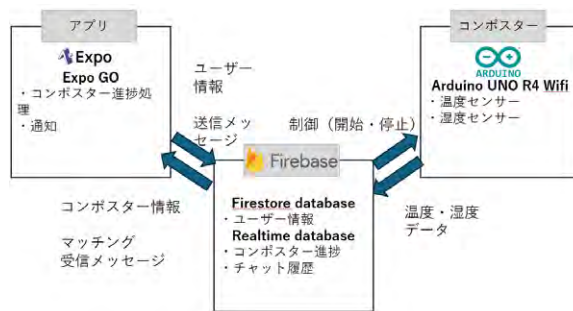 アプリ
Expo
Expo GO
・コンポスター進捗処
理
・通知
ユーザー
情報
送信メッ
セージ
制御（開始・停止）
コンポスター
ARDUINO
Arduino UNO R4 Wifi
・温度センサー
・湿度センサー
Firebase
Firestore database
・ユーザー情報
Realtime database
・コンポスター進捗
・チャット履歴
コンポスター情報
マッチング
受信メッセージ
温度・湿度
データ